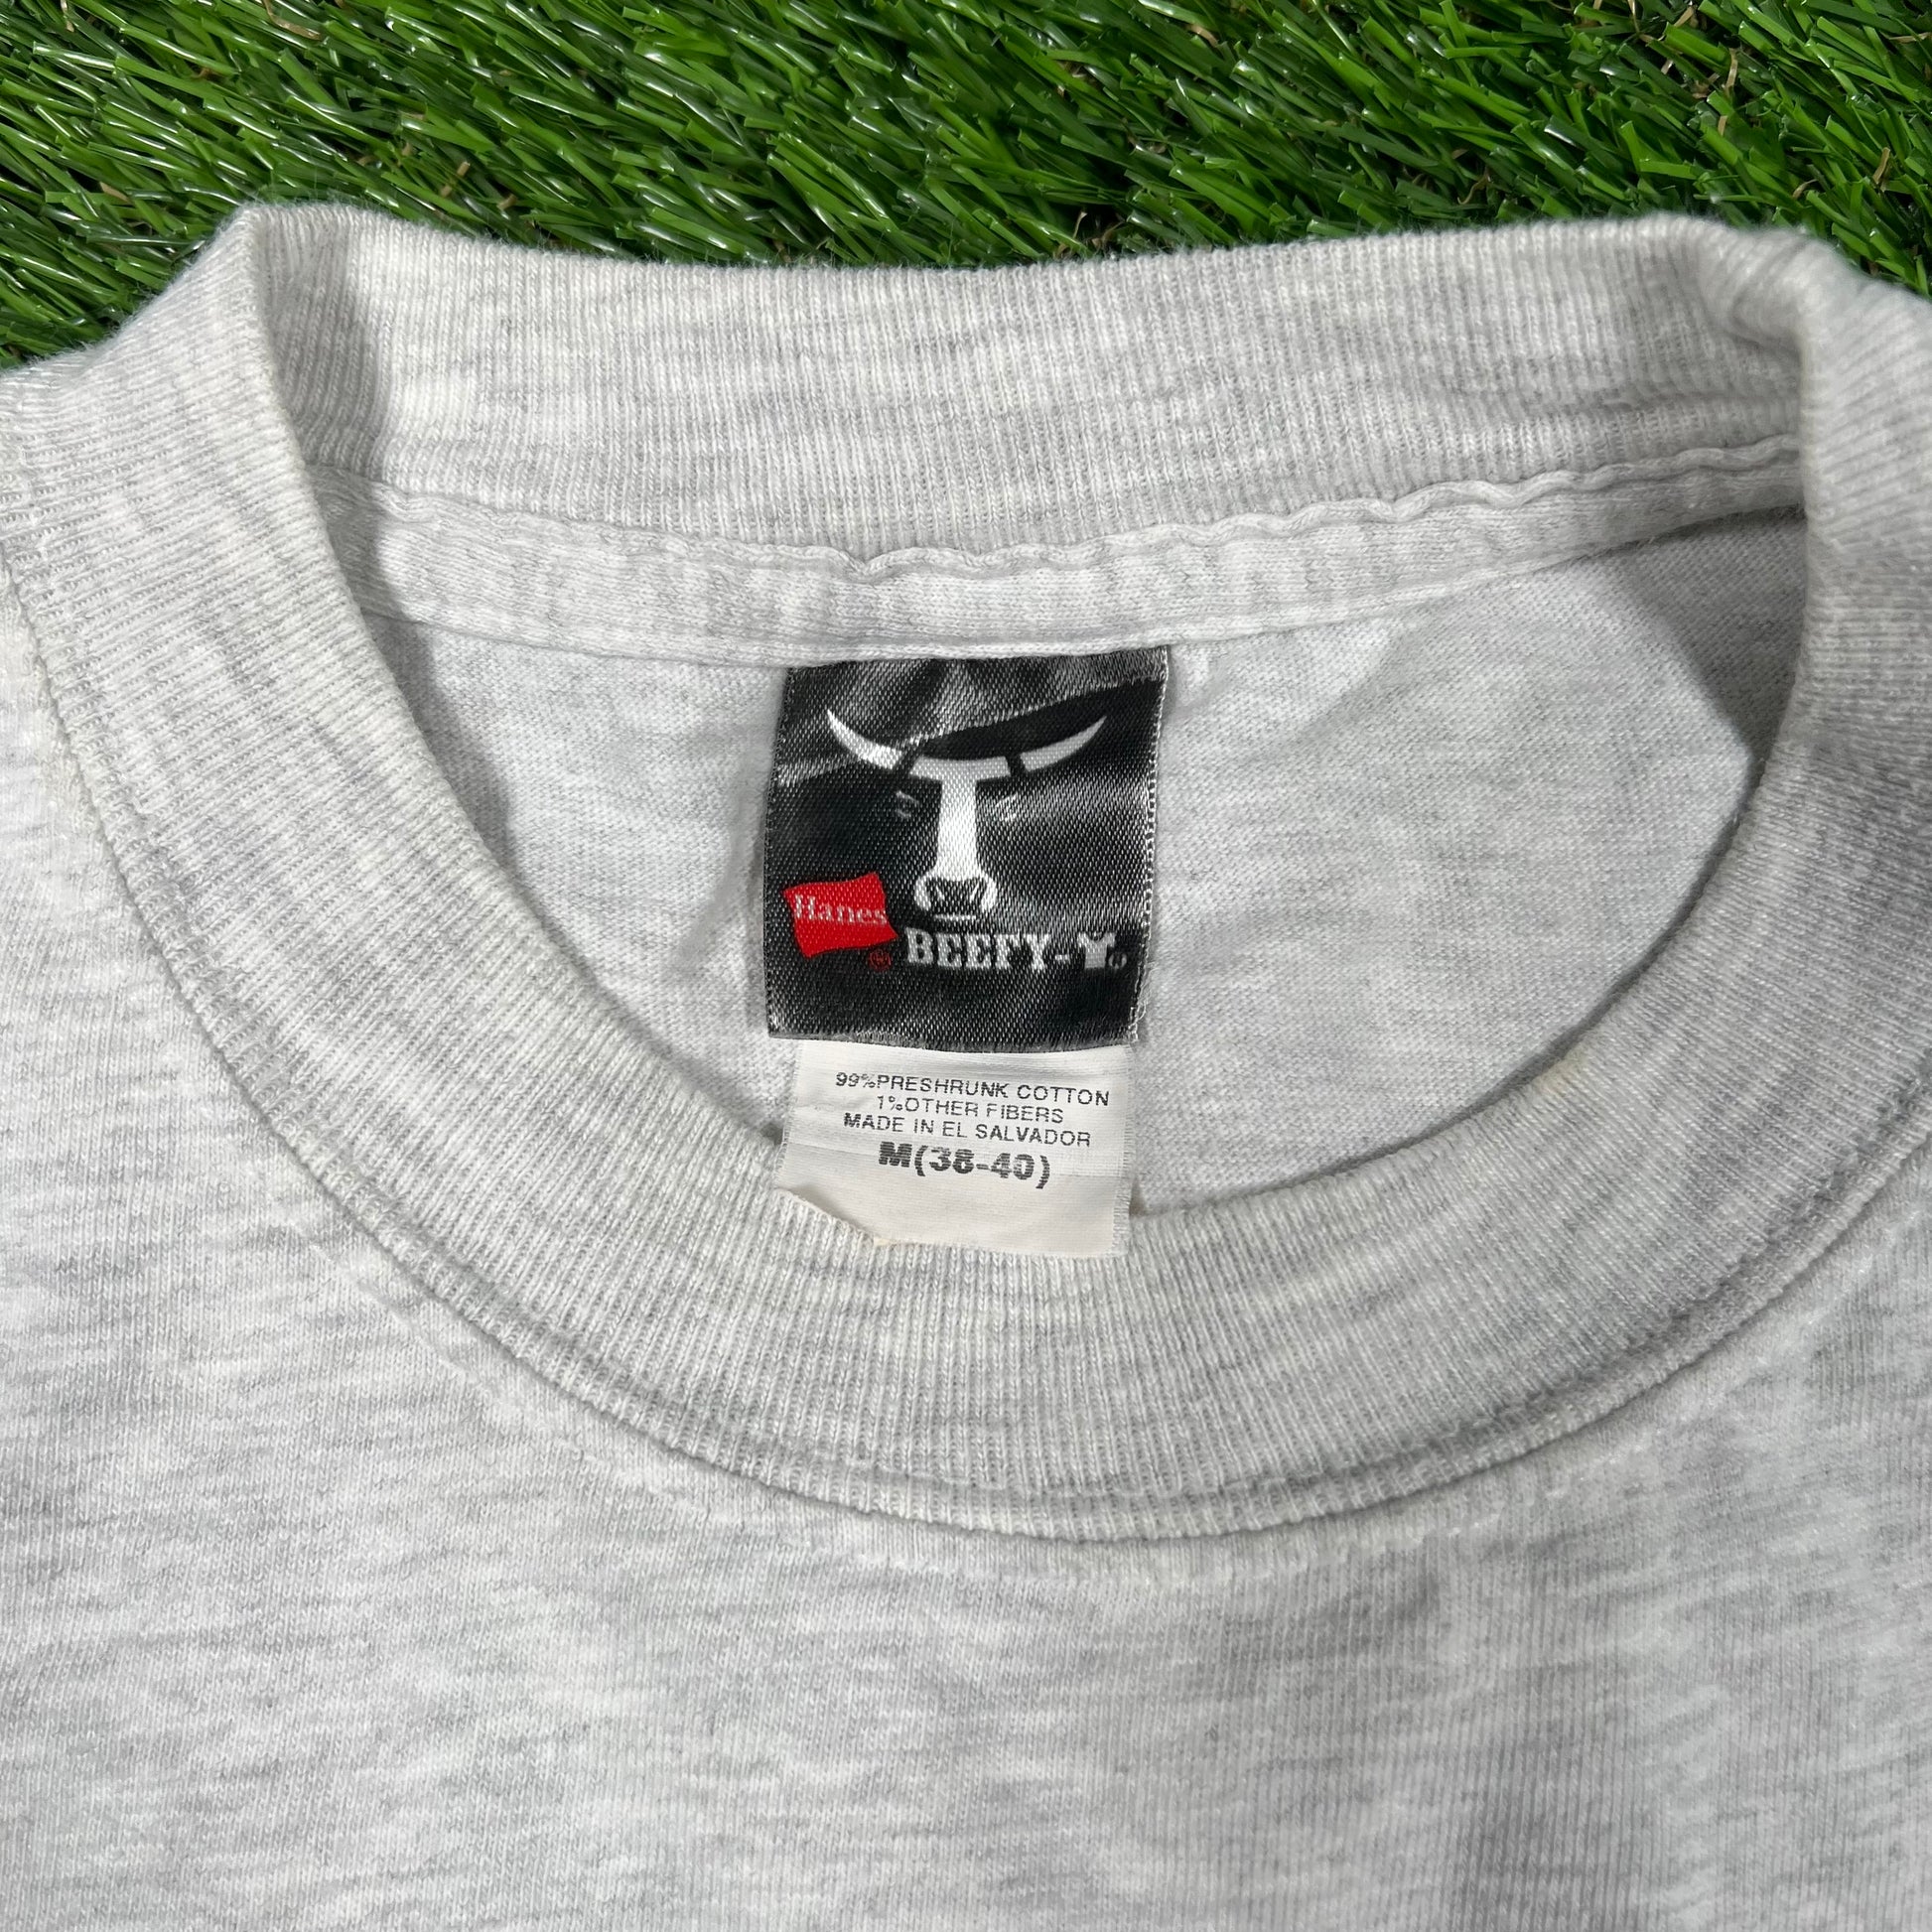 Hanes
®
BEEFY-T
99%PRESHRUNK COTTON
1%OTHER FIBERS
MADE IN EL SALVADOR
M(38-40)